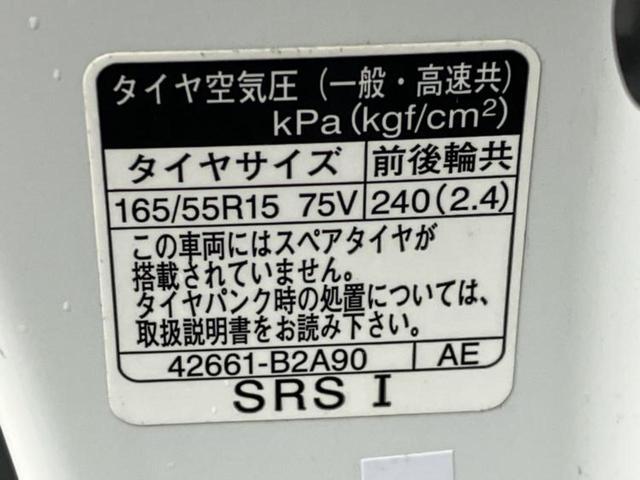 タイヤ空気圧(一般・高速共)
kPa(kgf/cm²)
タイヤサイズ 前後輪共
165/55R15 75V 240(2.4)
この車両にはスペアタイヤが
搭載されていません。
タイヤパンク時の処置については、
取扱説明書をお読み下さい。
42661-B2A90 AE
SRS I